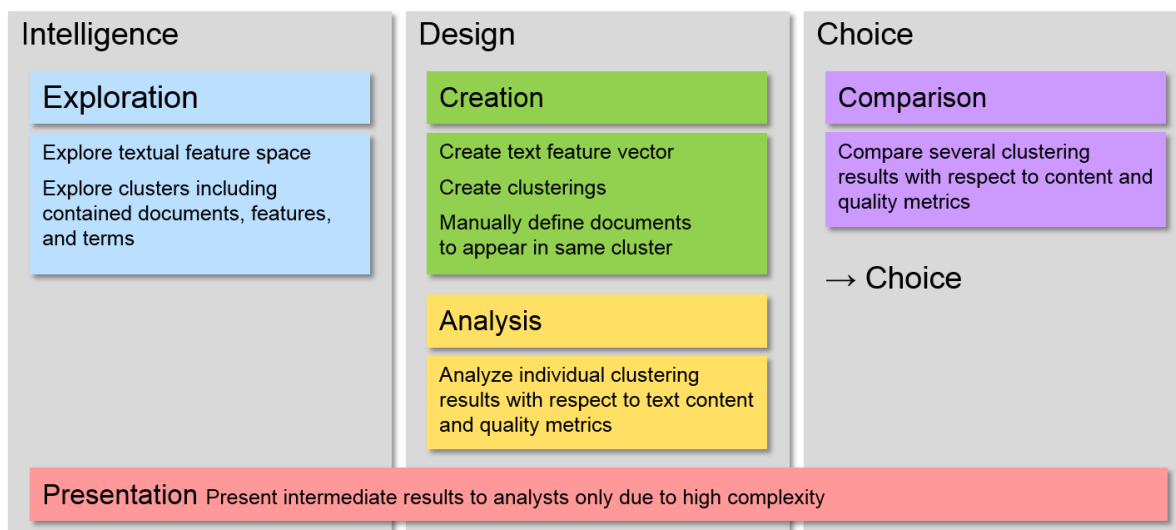 Intelligence
Exploration
Explore textual feature space
Explore clusters including
contained documents, features,
and terms
Design
Creation
Create text feature vector
Create clusterings
Manually define documents
to appear in same cluster
Analysis
Analyze individual clustering
results with respect to text content
and quality metrics
Choice
Comparison
Compare several clustering
results with respect to content and
quality metrics
→ Choice
Presentation Present intermediate results to analysts only due to high complexity